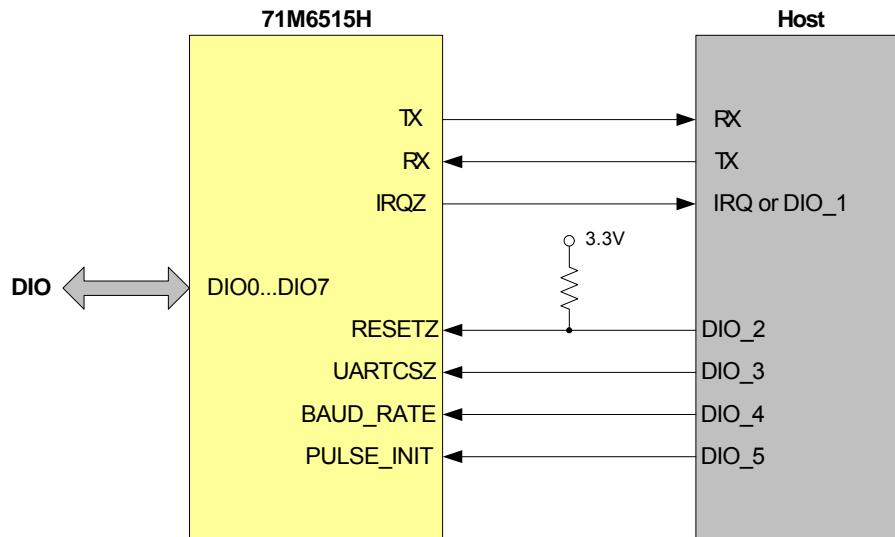 71M6515H Host
TX RX
RX TX
IRQZ IRQ or DIO_1
3.3V
DIO DIO0...DIO7
RESETZ DIO_2
UARTCSZ DIO_3
BAUD_RATE DIO_4
PULSE_INIT DIO_5